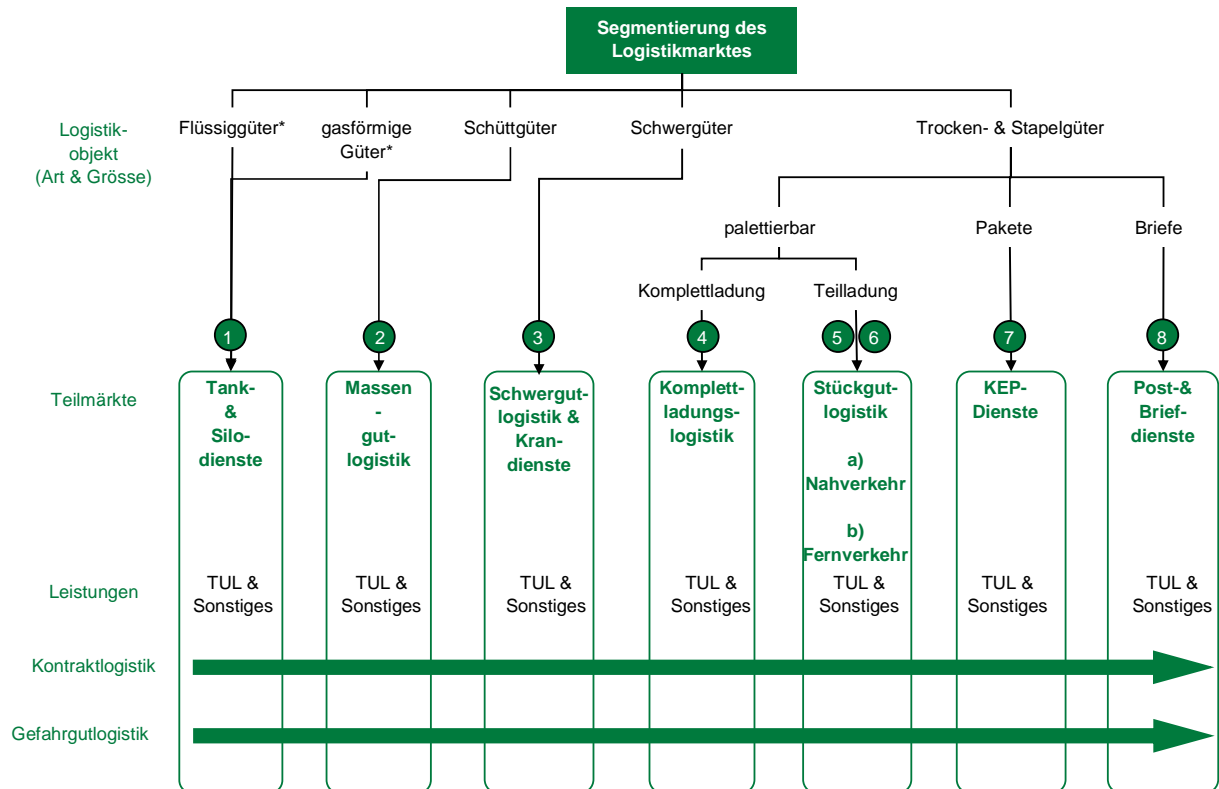 Segmentierung des
Logistikmarktes
Logistik-
objekt
(Art & Grösse)
Flüssiggüter*
gasförmige
Güter*
Schüttgüter
Schwergüter
Trocken- & Stapelgüter
palettierbar
Pakete
Briefe
Komplettladung
Teilladung
1
2
3
4
5
6
7
8
Teilmärkte
Tank-
&
Silo-
dienste
Massen
-
gut-
logistik
Schwergut-
logistik &
Kran-
dienste
Komplett-
ladungs-
logistik
Stückgut-
logistik
a)
Nahverkehr
b)
Fernverkehr
KEP-
Dienste
Post-&
Brief-
dienste
Leistungen
TUL &
Sonstiges
TUL &
Sonstiges
TUL &
Sonstiges
TUL &
Sonstiges
TUL &
Sonstiges
TUL &
Sonstiges
TUL &
Sonstiges
Kontraktlogistik
Gefahrgutlogistik